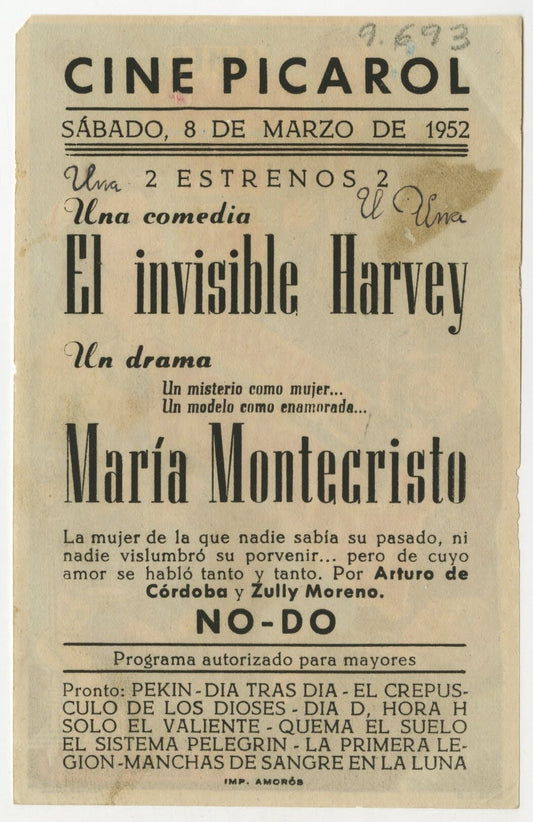 9.693
CINE PICAROL
SÁBADO, 8 DE MARZO DE 1952
Una 2 ESTRENOS 2
U Una
Una comedia
El invisible Harvey
Un drama
Un misterio como mujer...
Un modelo como enamorada...
María Montecristo
La mujer de la que nadie sabía su pasado, ni
nadie vislumbró su porvenir... pero de cuyo
amor se habló tanto y tanto. Por Arturo de
Córdoba y Zully Moreno.
NO-DO
Programa autorizado para mayores
Pronto: PEKIN - DIA TRAS DIA - EL CREPUS-
CULO DE LOS DIOSES - DIA D, HORA H
SOLO EL VALIENTE - QUEMA EL SUELO
EL SISTEMA PELEGRIN - LA PRIMERA LE-
GION - MANCHAS DE SANGRE EN LA LUNA
IMP. AMORÓS